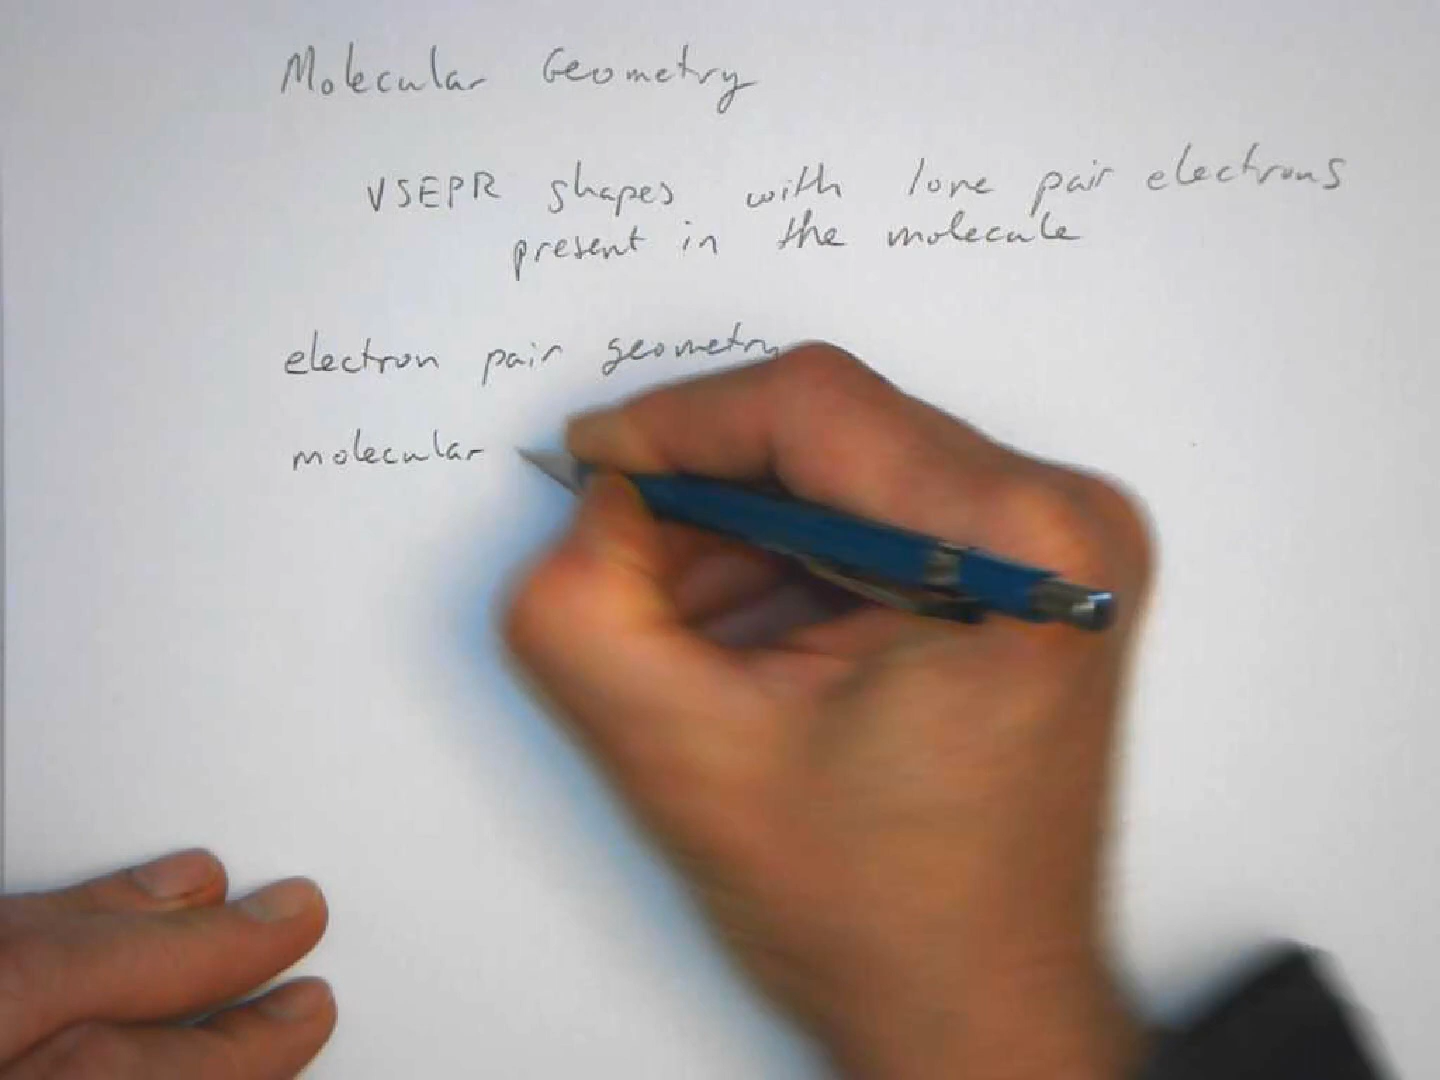 Molecular Geometry
VSEPR shapes with lone pair electrons
present in the molecule
electron pair geometry
molecular